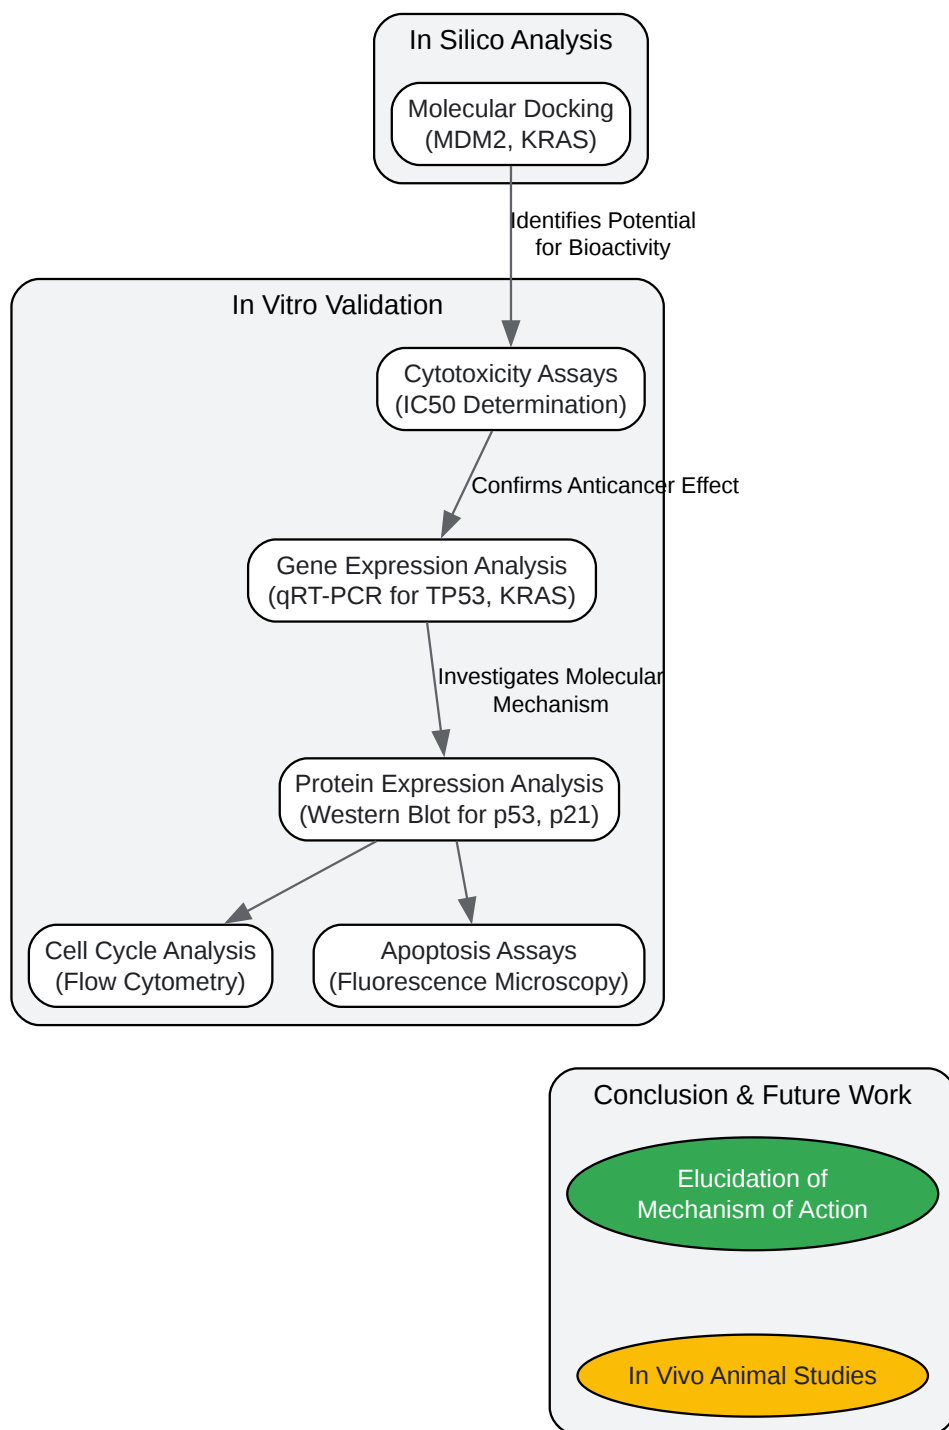 In Silico Analysis
Molecular Docking
(MDM2, KRAS)
Identifies Potential
for Bioactivity
In Vitro Validation
Cytotoxicity Assays
(IC50 Determination)
Confirms Anticancer Effect
Gene Expression Analysis
(qRT-PCR for TP53, KRAS)
Investigates Molecular
Mechanism
Protein Expression Analysis
(Western Blot for p53, p21)
Cell Cycle Analysis
(Flow Cytometry)
Apoptosis Assays
(Fluorescence Microscopy)
Conclusion & Future Work
Elucidation of
Mechanism of Action
In Vivo Animal Studies